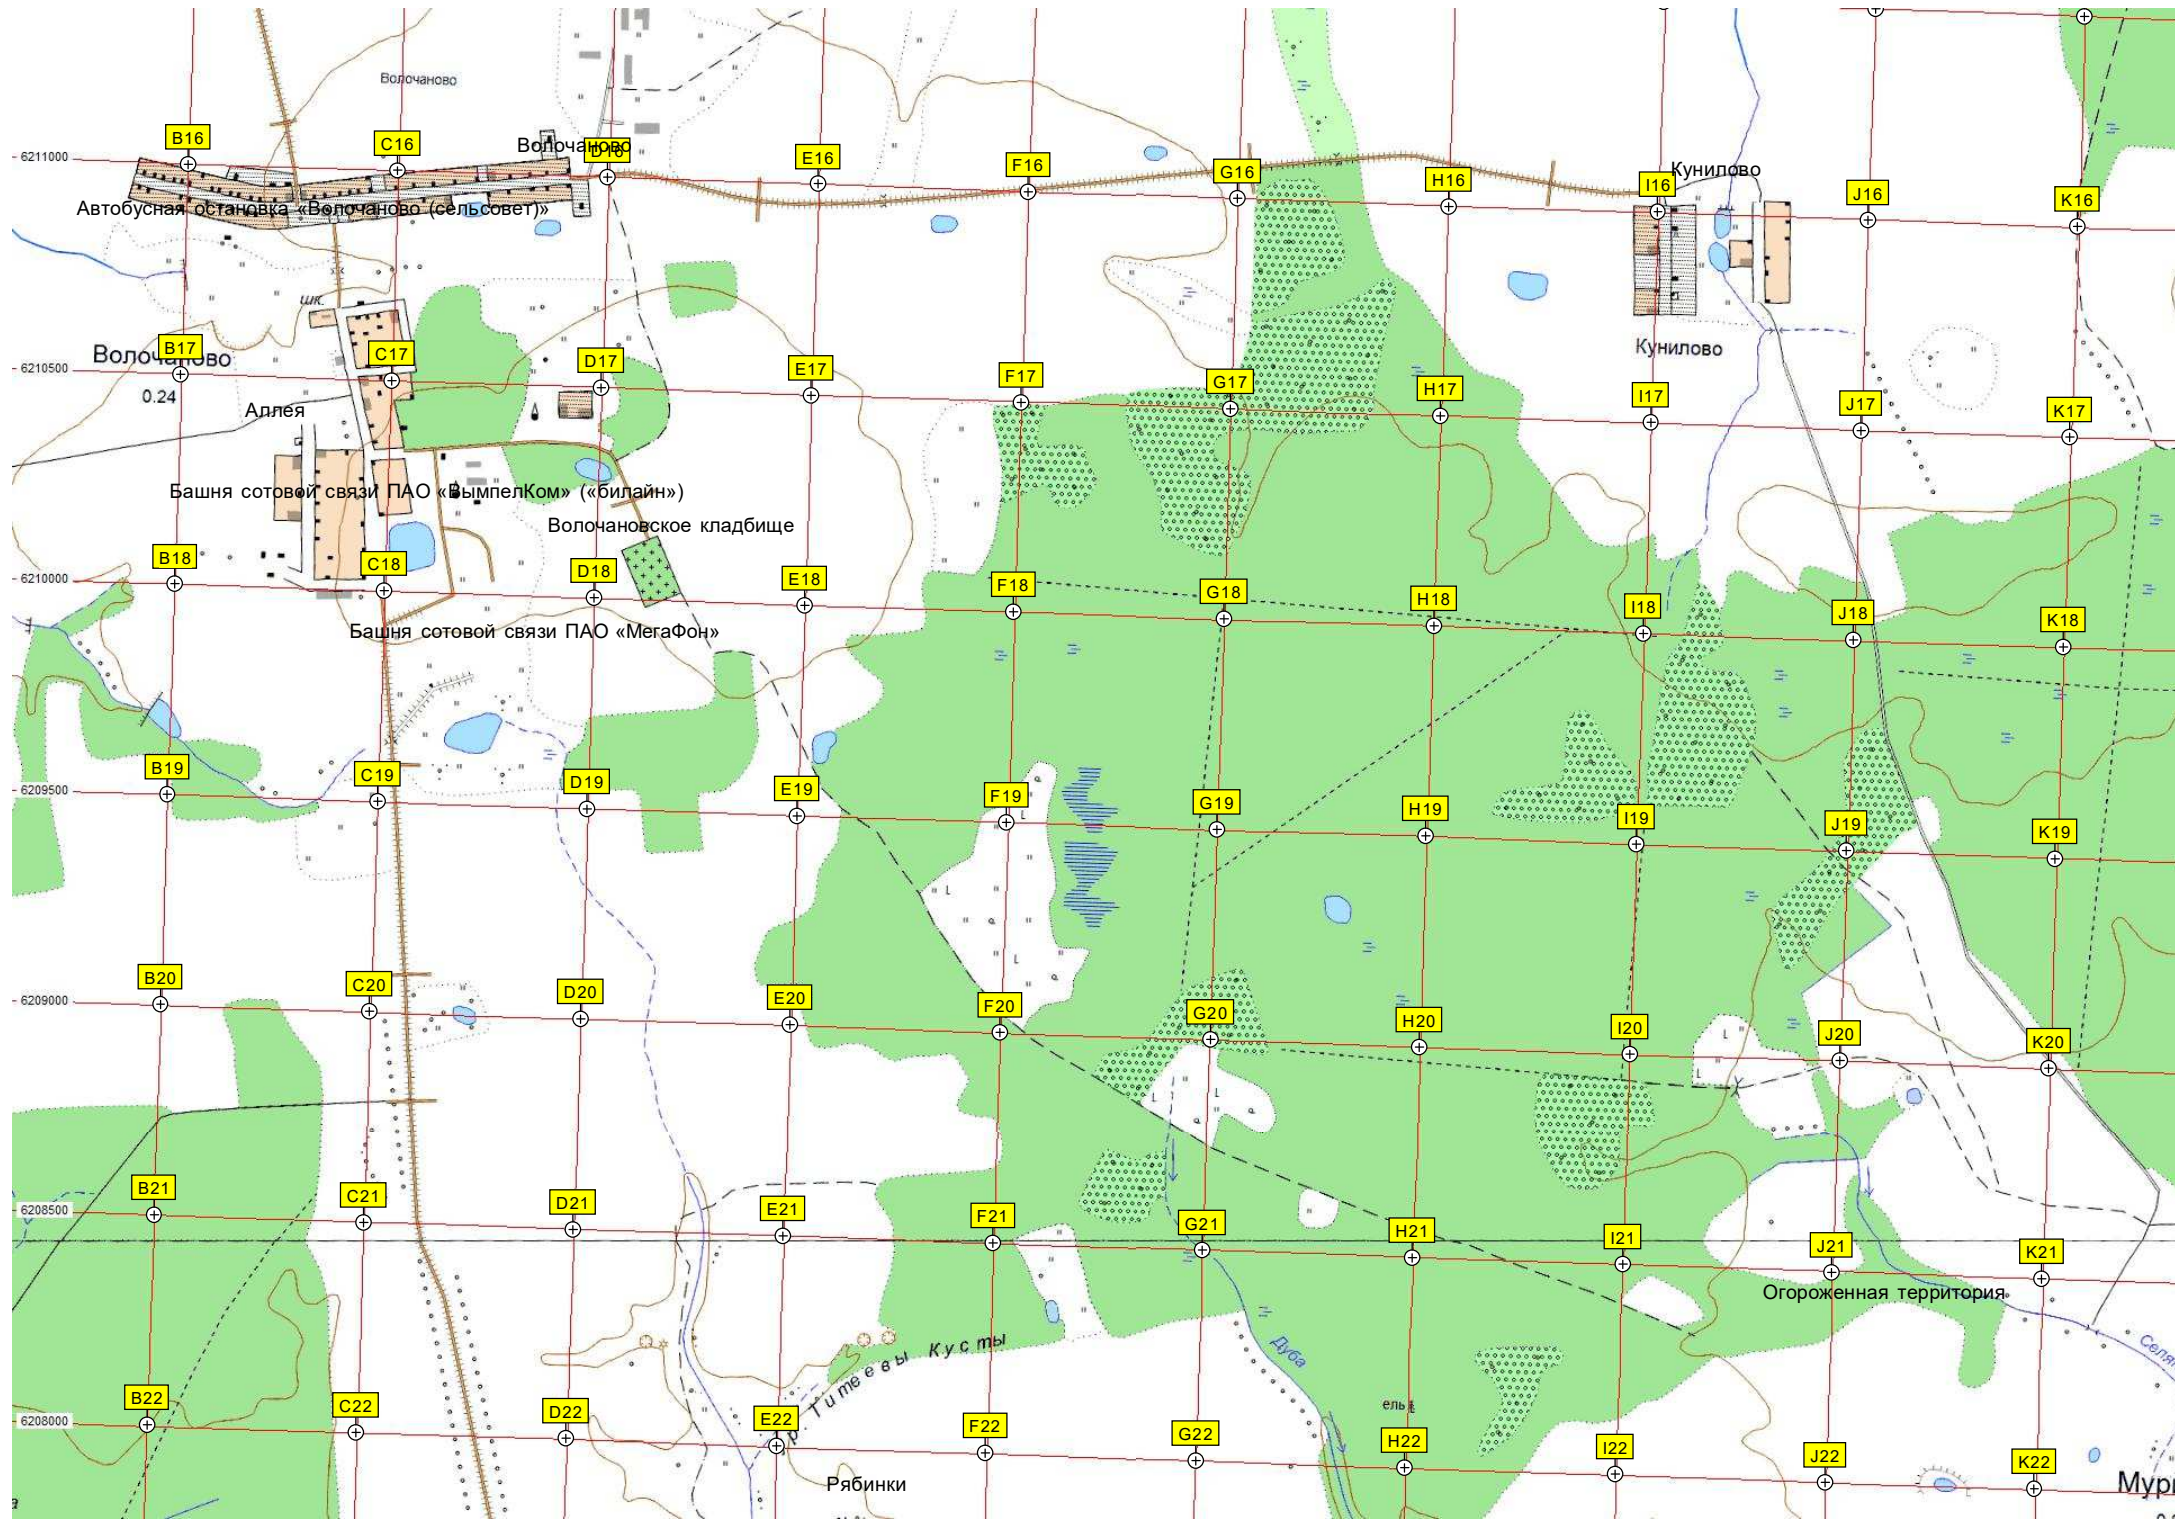 Волочаново
B16
C16
Волочаново
D16
E16
F16
G16
H16
Кунилово
I16
J16
K16
6211000
Автобусная остановка «Волочаново (сельсовет)»
шк.
Волочаново
0.24
Кунилово
B17
C17
D17
E17
F17
G17
H17
I17
J17
K17
6210500
Аллея
Башня сотовой связи ПАО «ВымпелКом» («билайн»)
Волочановское кладбище
B18
C18
D18
E18
F18
G18
H18
I18
J18
K18
6210000
Башня сотовой связи ПАО «МегаФон»
B19
C19
D19
E19
F19
G19
H19
I19
J19
K19
6209500
B20
C20
D20
E20
F20
G20
H20
I20
J20
K20
6209000
B21
C21
D21
E21
F21
G21
H21
I21
J21
K21
6208500
Огороженная территория
ур. Титеевы Кусты
Дуба
Селя
ель
B22
C22
D22
E22
F22
G22
H22
I22
J22
K22
6208000
Рябинки
Мури